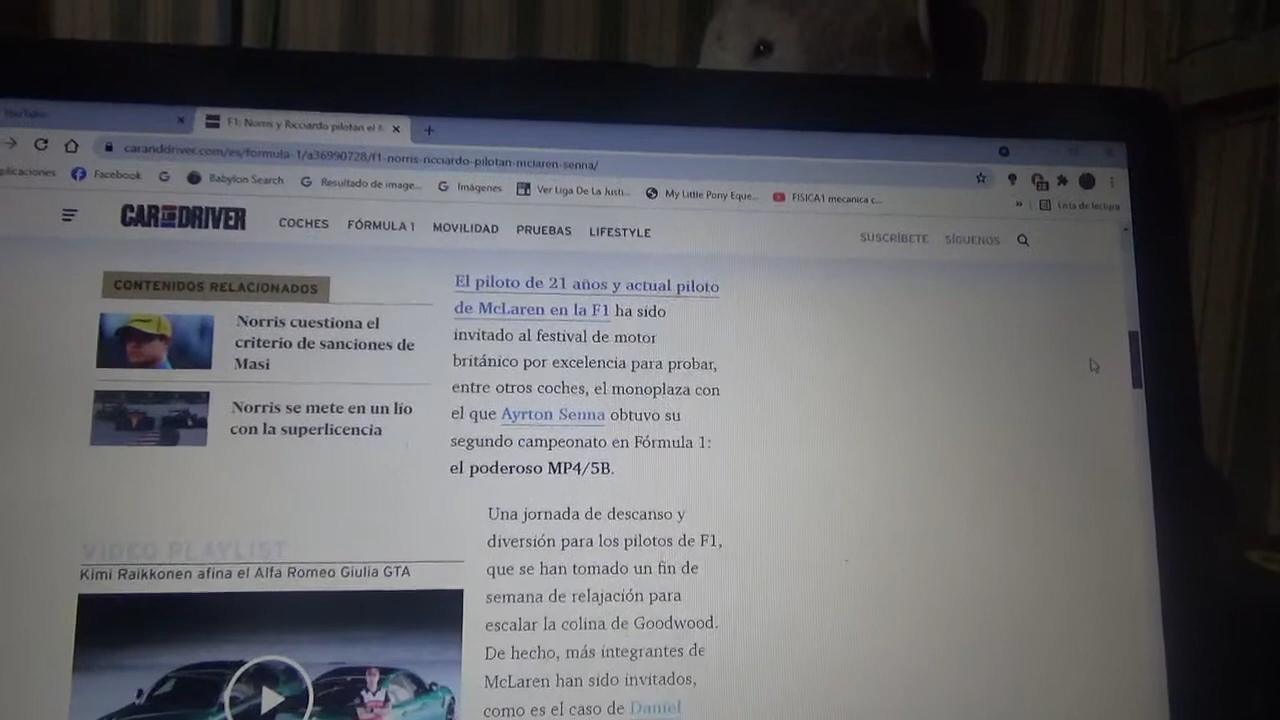 YouTube
F1: Norris y Ricciardo pilotan el
caranddriver.com/es/formula-1/a36990728/f1-norris-ricciardo-pilotan-mclaren-senna/
plicaciones
Facebook
Babylon Search
Resultado de image...
Imágenes
Ver Liga De La Justi...
My Little Pony Eque...
FISICA1 mecanica c...
»
Lista de lectura
CAR AND DRIVER
COCHES
FÓRMULA 1
MOVILIDAD
PRUEBAS
LIFESTYLE
SUSCRÍBETE
SÍGUENOS
CONTENIDOS RELACIONADOS
Norris cuestiona el
criterio de sanciones de
Masi
Norris se mete en un lío
con la superlicencia
VIDEO PLAYLIST
Kimi Raikkonen afina el Alfa Romeo Giulia GTA
El piloto de 21 años y actual piloto
de McLaren en la F1 ha sido
invitado al festival de motor
británico por excelencia para probar,
entre otros coches, el monoplaza con
el que Ayrton Senna obtuvo su
segundo campeonato en Fórmula 1:
el poderoso MP4/5B.
Una jornada de descanso y
diversión para los pilotos de F1,
que se han tomado un fin de
semana de relajación para
escalar la colina de Goodwood.
De hecho, más integrantes de
McLaren han sido invitados,
como es el caso de Daniel